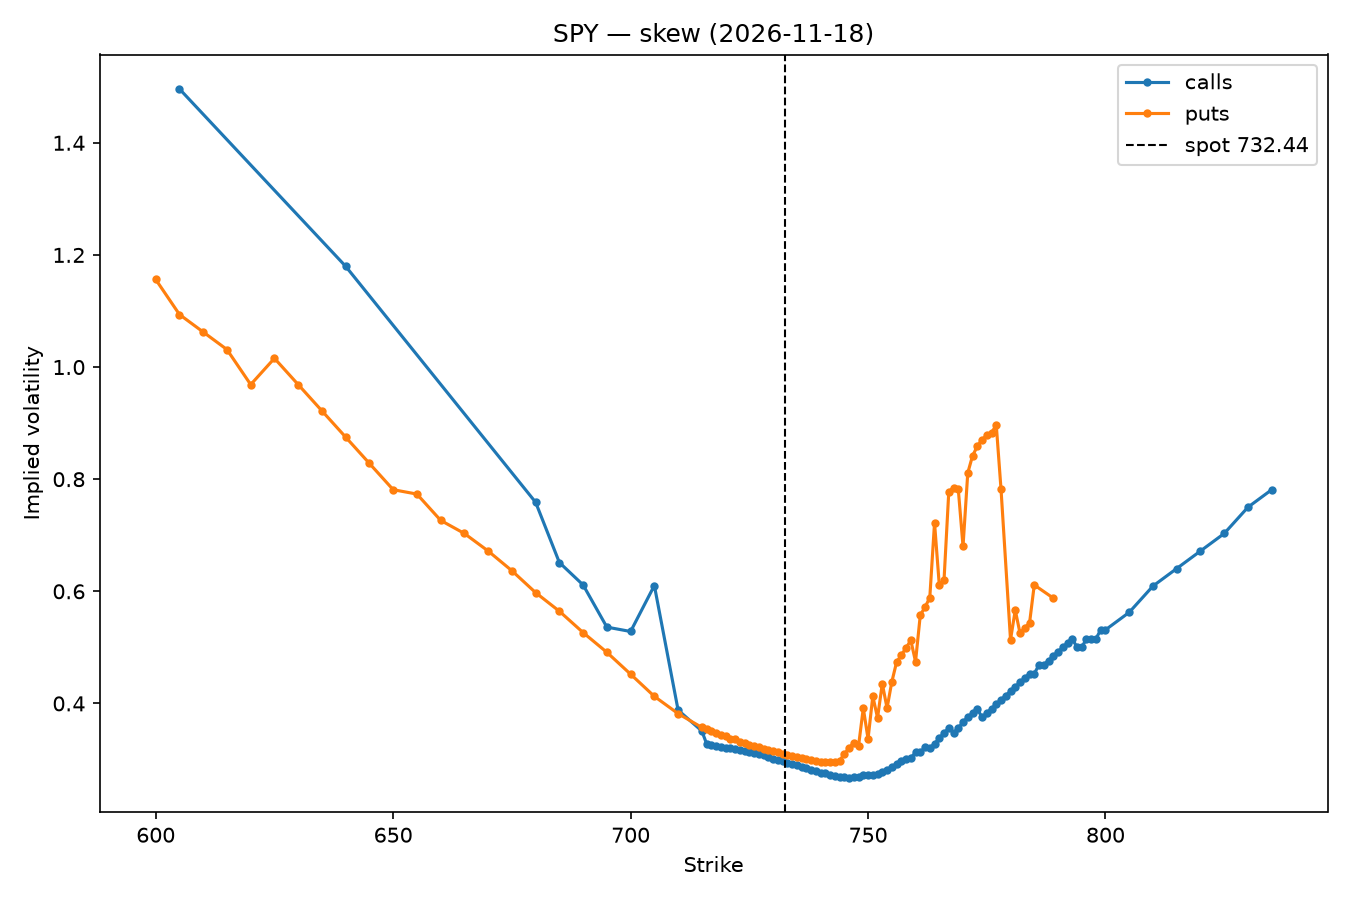 SPY — skew (2026-11-18)
calls
puts
spot 732.44
Implied volatility
1.4
1.2
1.0
0.8
0.6
0.4
600
650
700
750
800
Strike